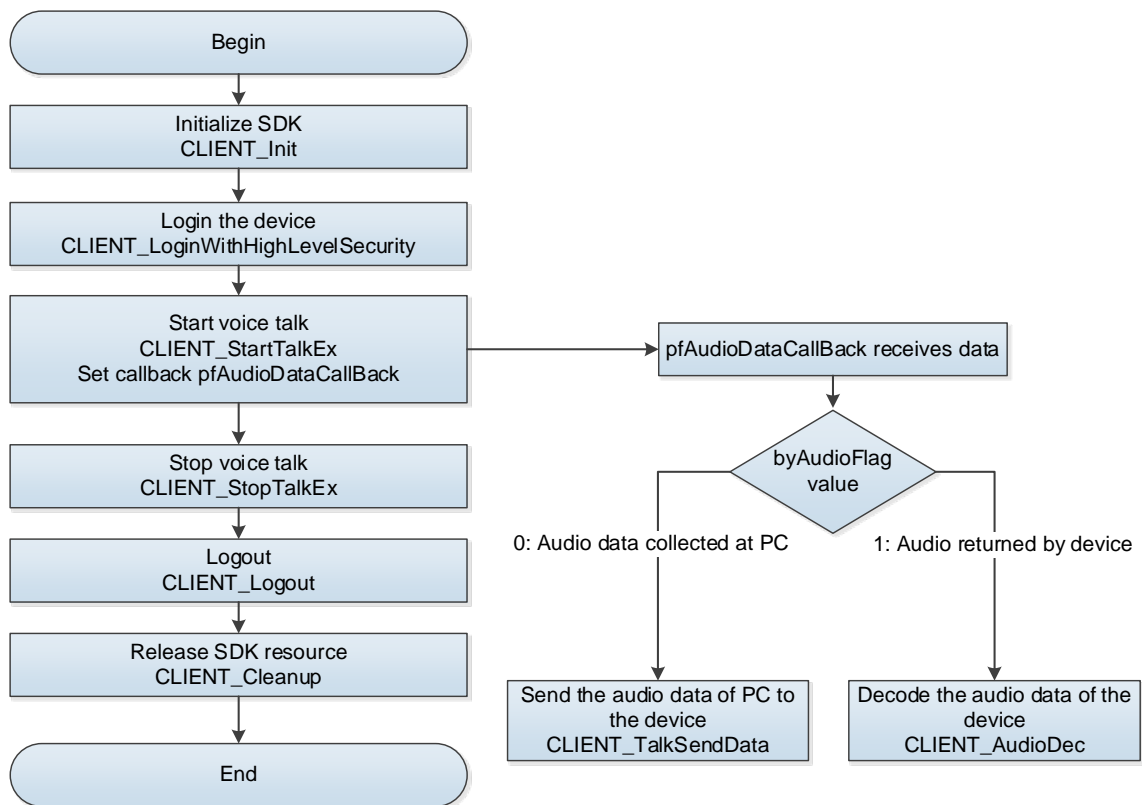 Begin
Initialize SDK
CLIENT_Init
Login the device
CLIENT_LoginWithHighLevelSecurity
Start voice talk
CLIENT_StartTalkEx
Set callback pfAudioDataCallBack
Stop voice talk
CLIENT_StopTalkEx
Logout
CLIENT_Logout
Release SDK resource
CLIENT_Cleanup
End
pfAudioDataCallBack receives data
byAudioFlag
value
0: Audio data collected at PC
1: Audio returned by device
Send the audio data of PC to
the device
CLIENT_TalkSendData
Decode the audio data of the
device
CLIENT_AudioDec